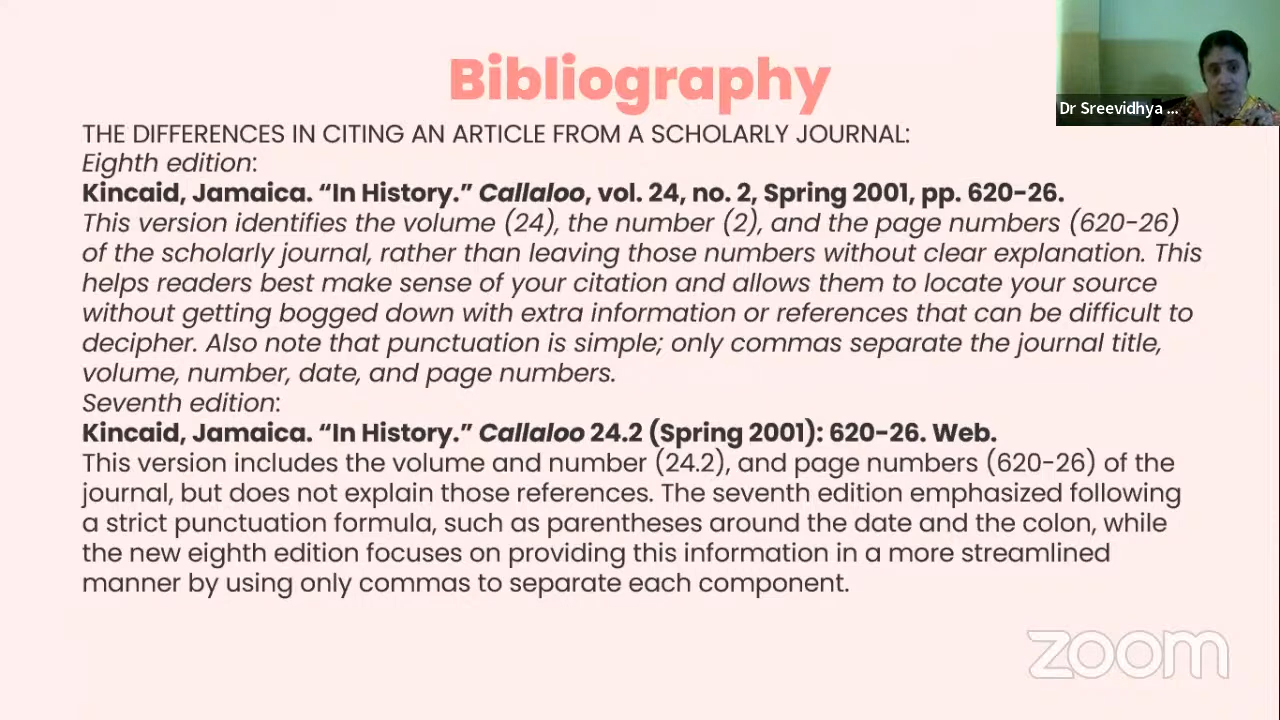 Bibliography
Dr Sreevidhya ...
THE DIFFERENCES IN CITING AN ARTICLE FROM A SCHOLARLY JOURNAL:
Eighth edition:
Kincaid, Jamaica. “In History.” Callaloo, vol. 24, no. 2, Spring 2001, pp. 620-26.
This version identifies the volume (24), the number (2), and the page numbers (620-26)
of the scholarly journal, rather than leaving those numbers without clear explanation. This
helps readers best make sense of your citation and allows them to locate your source
without getting bogged down with extra information or references that can be difficult to
decipher. Also note that punctuation is simple; only commas separate the journal title,
volume, number, date, and page numbers.
Seventh edition:
Kincaid, Jamaica. “In History.” Callaloo 24.2 (Spring 2001): 620-26. Web.
This version includes the volume and number (24.2), and page numbers (620-26) of the
journal, but does not explain those references. The seventh edition emphasized following
a strict punctuation formula, such as parentheses around the date and the colon, while
the new eighth edition focuses on providing this information in a more streamlined
manner by using only commas to separate each component.
zoom